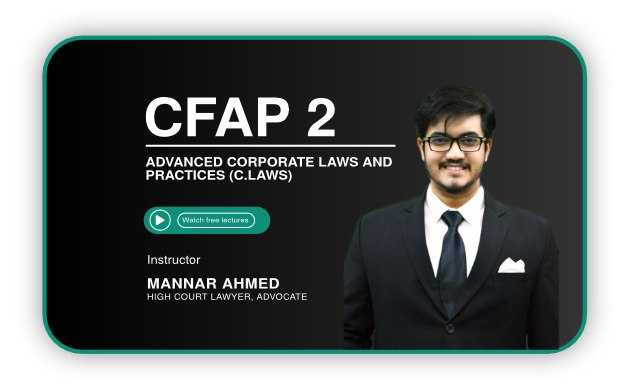 CFAP 2
ADVANCED CORPORATE LAWS AND
PRACTICES (C.LAWS)
Watch free lectures
Instructor
MANNAR AHMED
HIGH COURT LAWYER, ADVOCATE